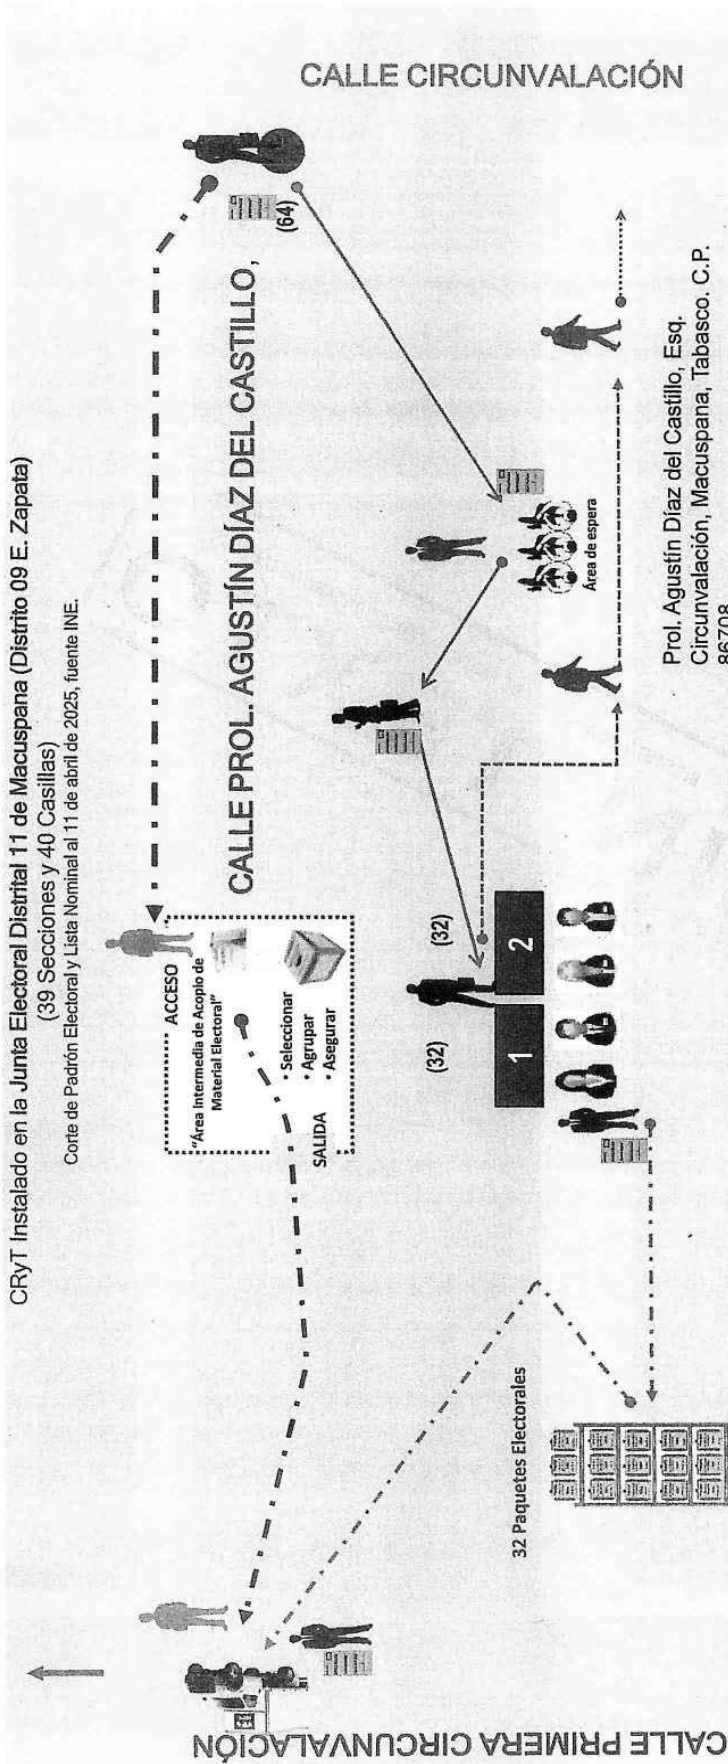 CRyT Instalado en la Junta Electoral Distrital 11 de Macuspana (Distrito 09 E. Zapata)
(39 Secciones y 40 Casillas)
Corte de Padrón Electoral y Lista Nominal al 11 de abril de 2025, fuente INE.
CALLE CIRCUNVALACIÓN
(64)
CALLE PROL. AGUSTÍN DÍAZ DEL CASTILLO,
ACCESO
"Área Intermedia de Acopio de
Material Electoral"
• Seleccionar
• Agrupar
• Asegurar
SALIDA
(32)
(32)
1
2
Área de espera
32 Paquetes Electorales
Prol. Agustín Díaz del Castillo, Esq.
Circunvalación, Macuspana, Tabasco. C.P.
86708
CALLE PRIMERA CIRCUNVALACIÓN